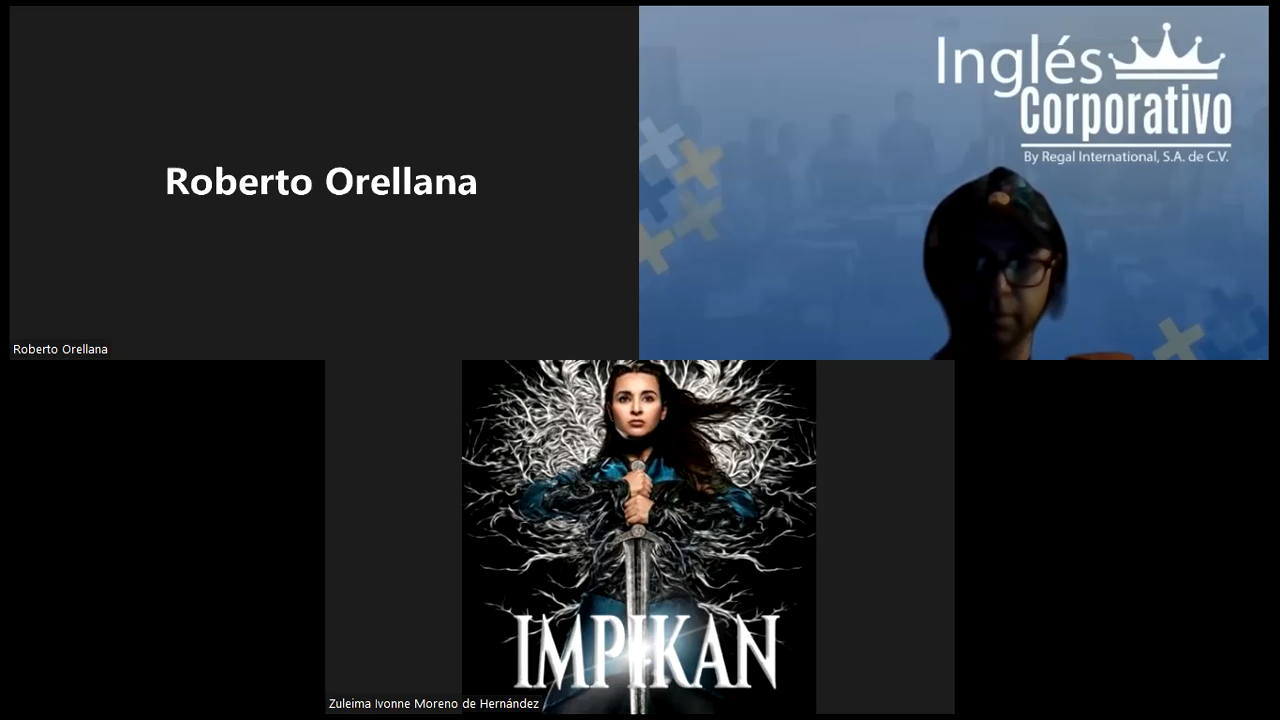 Roberto Orellana
Roberto Orellana
Inglés
Corporativo
By Regal International, S.A. de C.V.
IMPIKAN
Zuleima Ivonne Moreno de Hernández